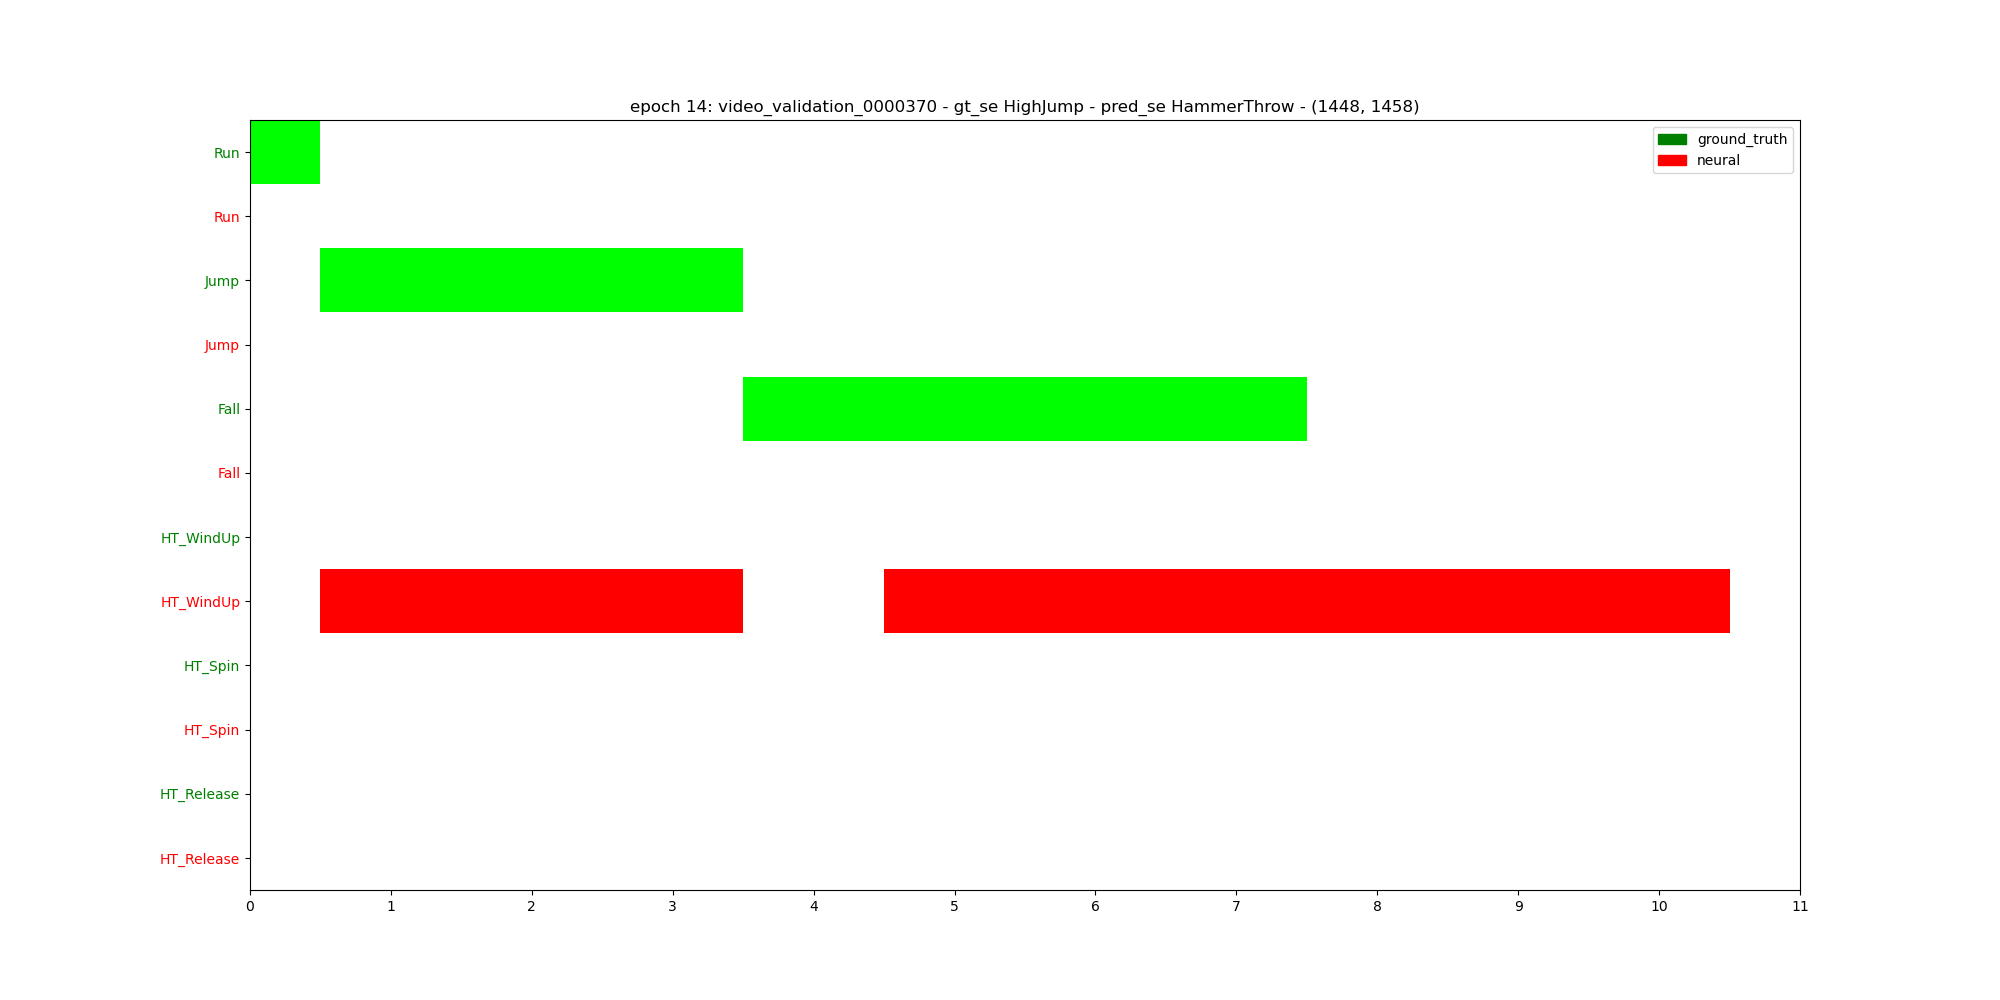 epoch 14: video_validation_0000370 - gt_se HighJump - pred_se HammerThrow - (1448, 1458)
ground_truth
neural
Run
Run
Jump
Jump
Fall
Fall
HT_WindUp
HT_WindUp
HT_Spin
HT_Spin
HT_Release
HT_Release
0 1 2 3 4 5 6 7 8 9 10 11